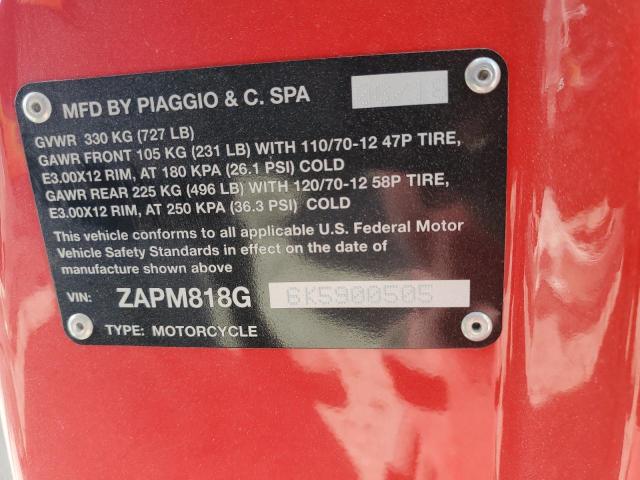 MFD BY PIAGGIO & C. SPA
GVWR 330 KG (727 LB)
GAWR FRONT 105 KG (231 LB) WITH 110/70-12 47P TIRE,
E3.00X12 RIM, AT 180 KPA (26.1 PSI) COLD
GAWR REAR 225 KG (496 LB) WITH 120/70-12 58P TIRE,
E3.00X12 RIM, AT 250 KPA (36.3 PSI) COLD
This vehicle conforms to all applicable U.S. Federal Motor
Vehicle Safety Standards in effect on the date of
manufacture shown above
VIN: ZAPM818G 6K5900505
TYPE: MOTORCYCLE